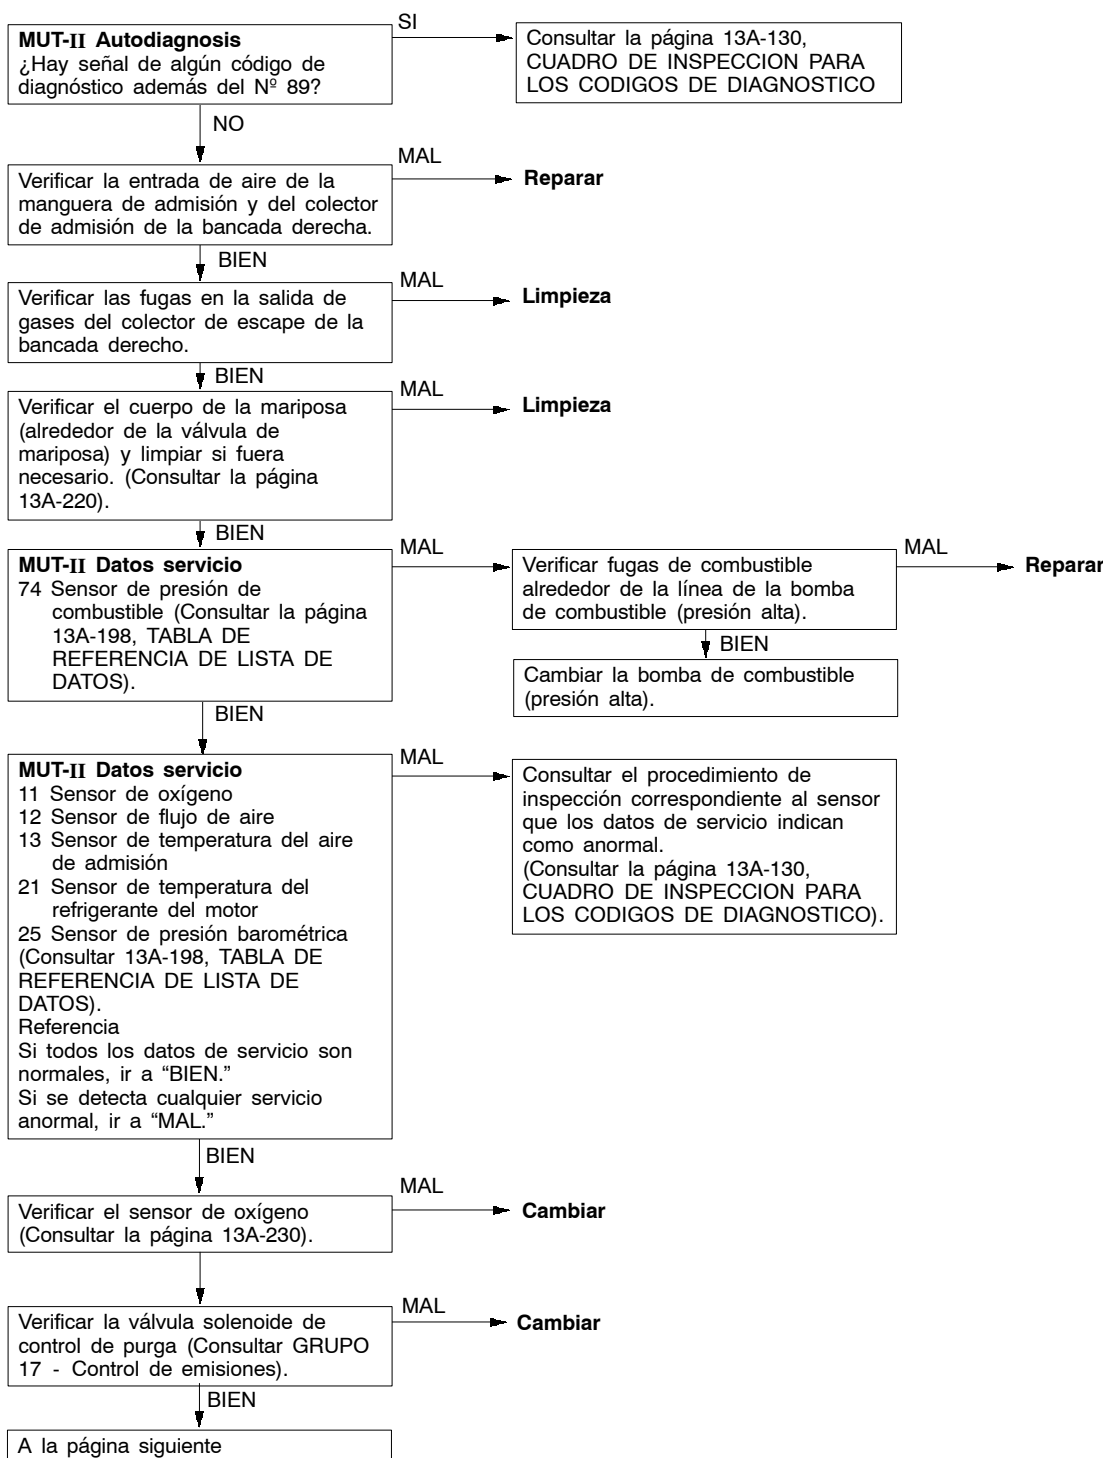 MUT-II Autodiagnosis
¿Hay señal de algún código de
diagnóstico además del Nº 89?
SI
Consultar la página 13A-130,
CUADRO DE INSPECCION PARA
LOS CODIGOS DE DIAGNOSTICO
NO
Verificar la entrada de aire de la
manguera de admisión y del colector
de admisión de la bancada derecha.
MAL
Reparar
BIEN
Verificar las fugas en la salida de
gases del colector de escape de la
bancada derecho.
MAL
Limpieza
BIEN
Verificar el cuerpo de la mariposa
(alrededor de la válvula de
mariposa) y limpiar si fuera
necesario. (Consultar la página
13A-220).
MAL
Limpieza
BIEN
MUT-II Datos servicio
74 Sensor de presión de
combustible (Consultar la página
13A-198, TABLA DE
REFERENCIA DE LISTA DE
DATOS).
MAL
Verificar fugas de combustible
alrededor de la línea de la bomba
de combustible (presión alta).
MAL
Reparar
BIEN
Cambiar la bomba de combustible
(presión alta).
BIEN
MUT-II Datos servicio
11 Sensor de oxígeno
12 Sensor de flujo de aire
13 Sensor de temperatura del aire
de admisión
21 Sensor de temperatura del
refrigerante del motor
25 Sensor de presión barométrica
(Consultar 13A-198, TABLA DE
REFERENCIA DE LISTA DE
DATOS).
Referencia
Si todos los datos de servicio son
normales, ir a “BIEN.”
Si se detecta cualquier servicio
anormal, ir a “MAL.”
MAL
Consultar el procedimiento de
inspección correspondiente al sensor
que los datos de servicio indican
como anormal.
(Consultar la página 13A-130,
CUADRO DE INSPECCION PARA
LOS CODIGOS DE DIAGNOSTICO).
BIEN
Verificar el sensor de oxígeno
(Consultar la página 13A-230).
MAL
Cambiar
Verificar la válvula solenoide de
control de purga (Consultar GRUPO
17 - Control de emisiones).
MAL
Cambiar
BIEN
A la página siguiente